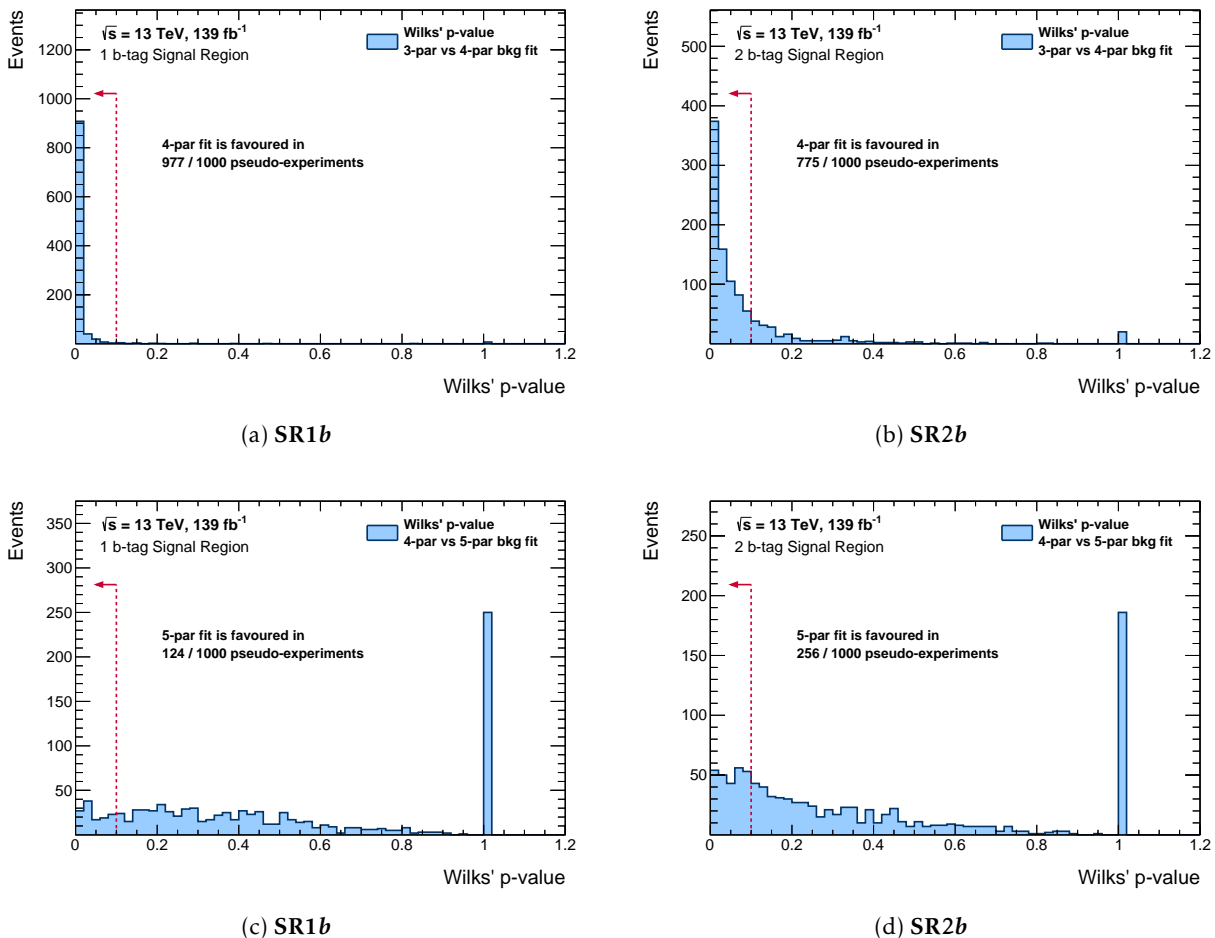 Events
√s = 13 TeV, 139 fb-1
1 b-tag Signal Region
Wilks' p-value
3-par vs 4-par bkg fit
4-par fit is favoured in
977 / 1000 pseudo-experiments
1200
1000
800
600
400
200
0 0.2 0.4 0.6 0.8 1 1.2
Wilks' p-value
(a) SR1b
Events
√s = 13 TeV, 139 fb-1
2 b-tag Signal Region
Wilks' p-value
3-par vs 4-par bkg fit
4-par fit is favoured in
775 / 1000 pseudo-experiments
500
400
300
200
100
0 0.2 0.4 0.6 0.8 1 1.2
Wilks' p-value
(b) SR2b
Events
√s = 13 TeV, 139 fb-1
1 b-tag Signal Region
Wilks' p-value
4-par vs 5-par bkg fit
5-par fit is favoured in
124 / 1000 pseudo-experiments
350
300
250
200
150
100
50
0 0.2 0.4 0.6 0.8 1 1.2
Wilks' p-value
(c) SR1b
Events
√s = 13 TeV, 139 fb-1
2 b-tag Signal Region
Wilks' p-value
4-par vs 5-par bkg fit
5-par fit is favoured in
256 / 1000 pseudo-experiments
250
200
150
100
50
0 0.2 0.4 0.6 0.8 1 1.2
Wilks' p-value
(d) SR2b